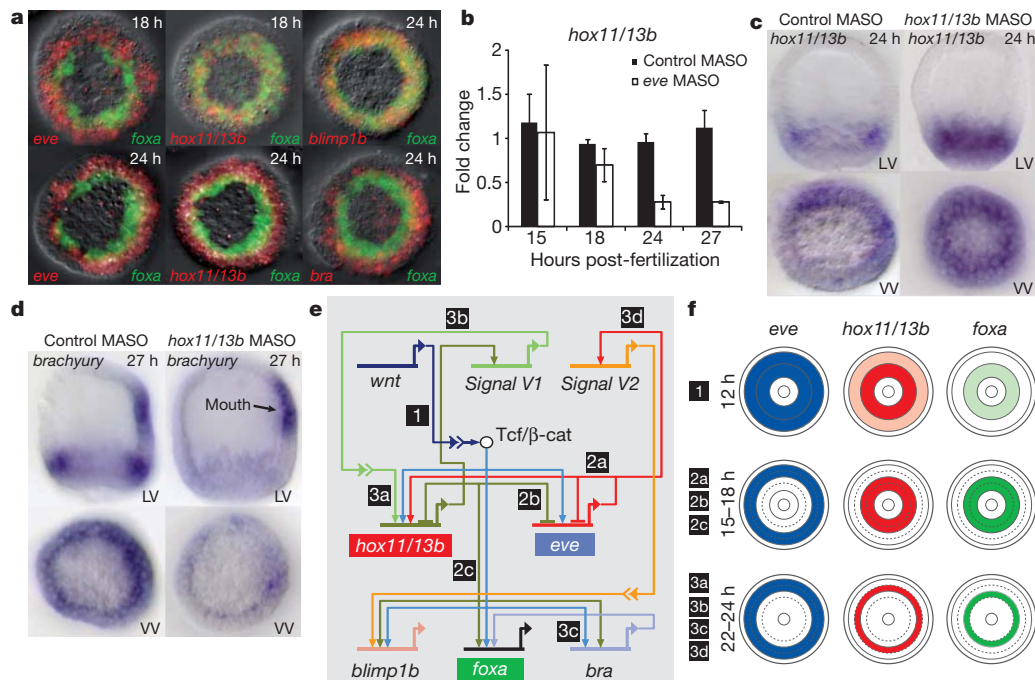 a
18 h
18 h
24 h
eve foxa
hox11/13b foxa
blimp1b foxa
24 h
24 h
24 h
eve foxa
hox11/13b foxa
bra foxa
b
hox11/13b
Control MASO
eve MASO
Fold change
2
1.5
1
0.5
0
15 18 24 27
Hours post-fertilization
c
Control MASO
hox11/13b MASO
hox11/13b 24 h
hox11/13b 24 h
LV
LV
VV
VV
d
Control MASO
hox11/13b MASO
brachyury 27 h
brachyury 27 h
Mouth
LV
LV
VV
VV
e
3b
3d
wnt
Signal V1
Signal V2
1
Tcf/β-cat
2a
3a
2b
hox11/13b
eve
2c
3c
blimp1b
foxa
bra
f
eve
hox11/13b
foxa
1
12 h
2a
2b
2c
15–18 h
3a
3b
3c
3d
22–24 h